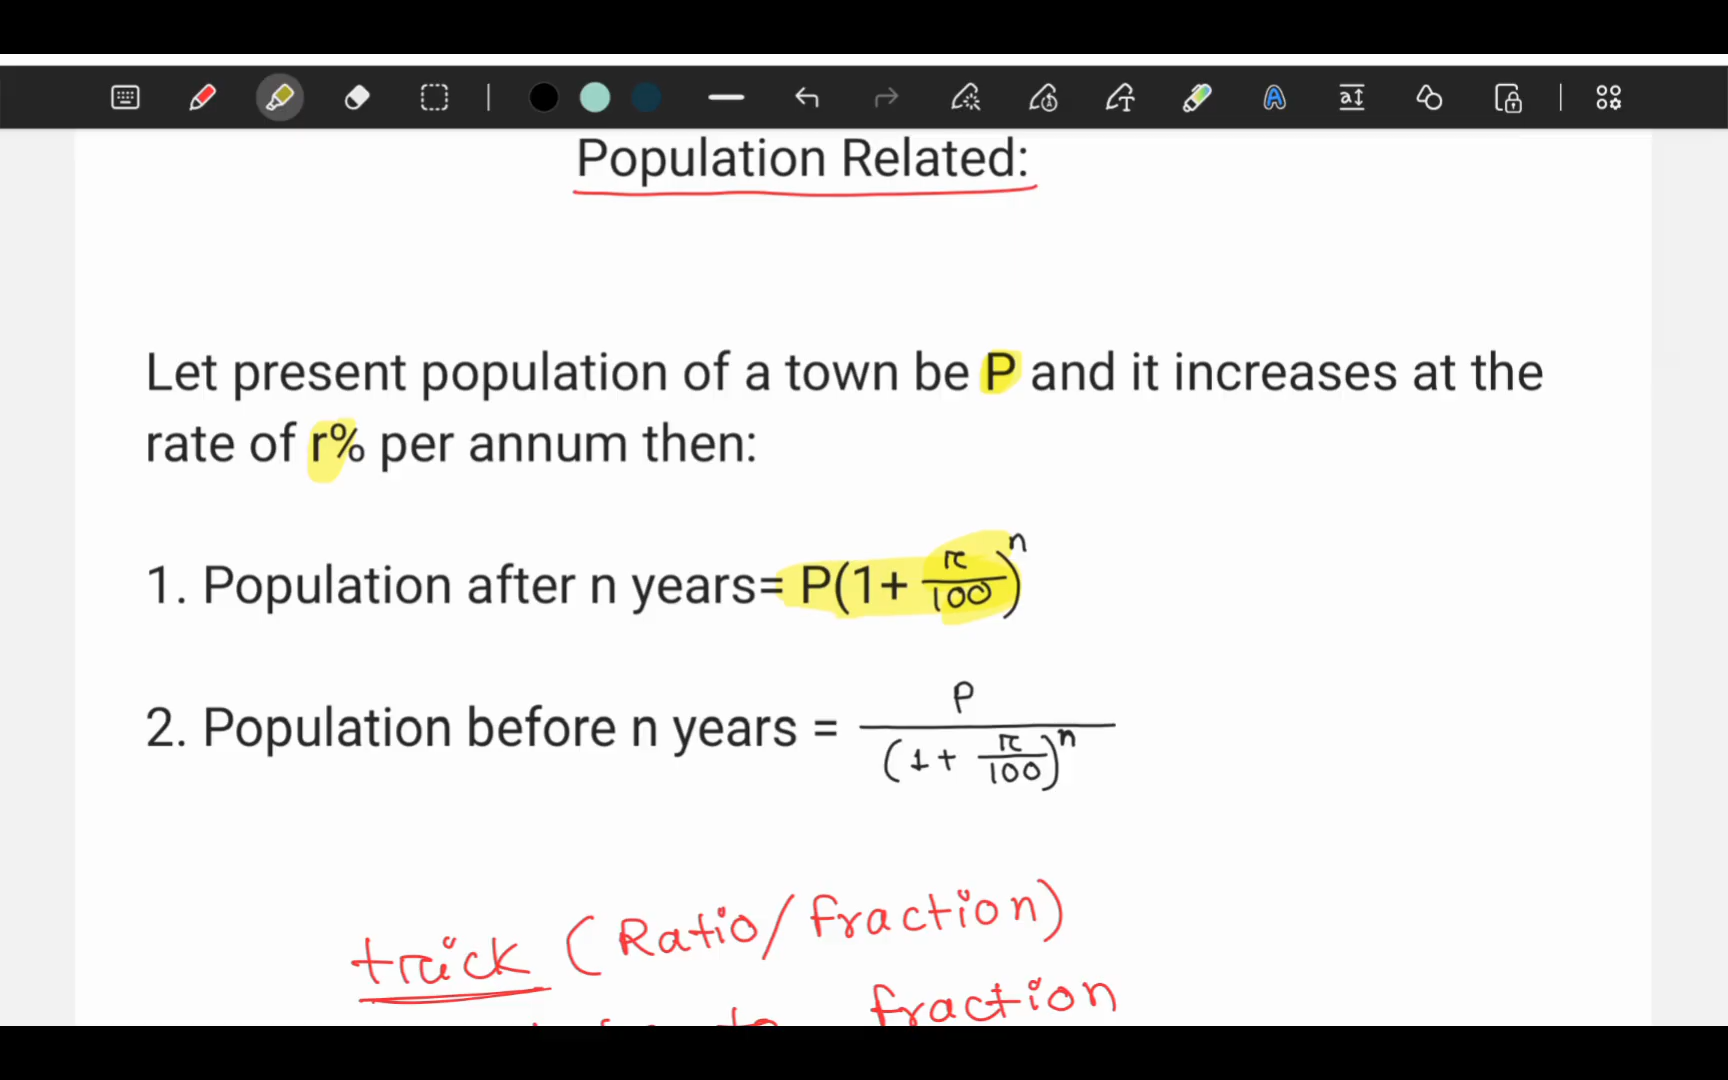 Population Related:
Let present population of a town be P and it increases at the
rate of r% per annum then:
1. Population after n years= P(1+ r/100)^n
2. Population before n years = P/(1+ r/100)^n
trick (Ratio/fraction)
fraction